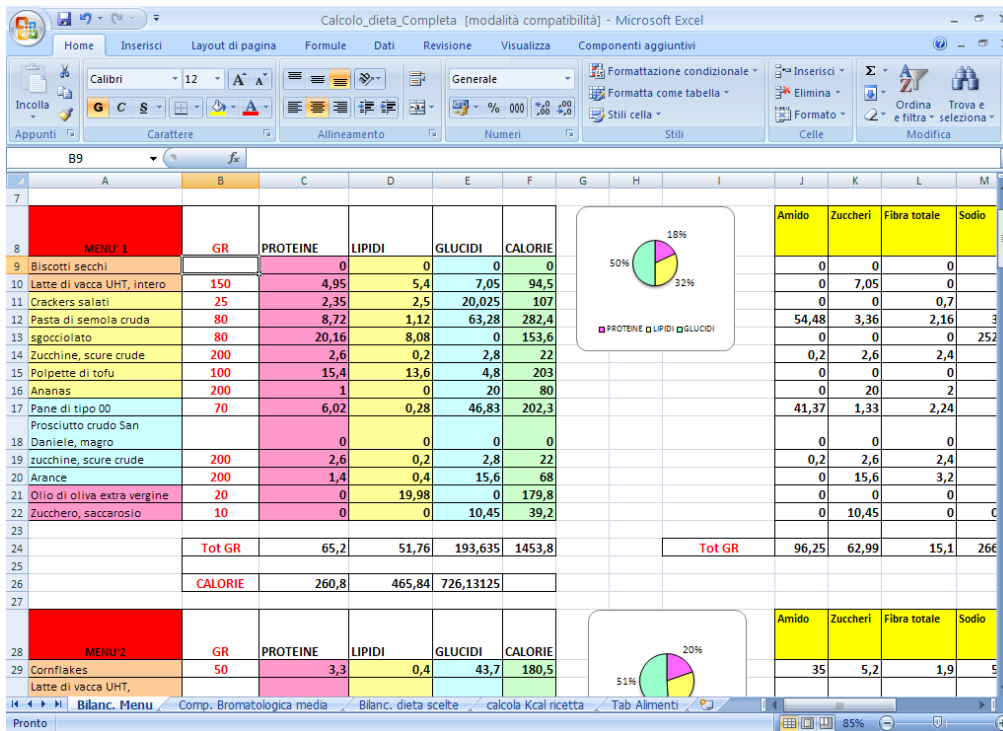 Calcolo_dieta_Completa [modalità compatibilità] - Microsoft Excel
Home Inserisci Layout di pagina Formule Dati Revisione Visualizza Componenti aggiuntivi
Incolla
Calibri 12
Generale
G C S
% 000
Formattazione condizionale
Formatta come tabella
Stili cella
Inserisci
Elimina
Formato
Σ
Ordina e filtra
Trova e seleziona
Appunti Carattere Allineamento Numeri Stili Celle Modifica
B9 fx
A B C D E F G H I J K L M
7
8 MENU' 1 GR PROTEINE LIPIDI GLUCIDI CALORIE Amido Zuccheri Fibra totale Sodio
18%
50%
32%
PROTEINE LIPIDI GLUCIDI
9 Biscotti secchi 0 0 0 0 0 0 0
10 Latte di vacca UHT, intero 150 4,95 5,4 7,05 94,5 0 7,05 0
11 Crackers salati 25 2,35 2,5 20,025 107 0 0 0,7
12 Pasta di semola cruda 80 8,72 1,12 63,28 282,4 54,48 3,36 2,16 3
13 sgocciolato 80 20,16 8,08 0 153,6 0 0 0 252
14 Zucchine, scure crude 200 2,6 0,2 2,8 22 0,2 2,6 2,4
15 Polpette di tofu 100 15,4 13,6 4,8 203 0 0 0
16 Ananas 200 1 0 20 80 0 20 2
17 Pane di tipo 00 70 6,02 0,28 46,83 202,3 41,37 1,33 2,24
Prosciutto crudo San
18 Daniele, magro 0 0 0 0 0 0 0
19 zucchine, scure crude 200 2,6 0,2 2,8 22 0,2 2,6 2,4
20 Arance 200 1,4 0,4 15,6 68 0 15,6 3,2
21 Olio di oliva extra vergine 20 0 19,98 0 179,8 0 0 0
22 Zucchero, saccarosio 10 0 0 10,45 39,2 0 10,45 0 0
23
24 Tot GR 65,2 51,76 193,635 1453,8 Tot GR 96,25 62,99 15,1 266
25
26 CALORIE 260,8 465,84 726,13125
27
28 MENU'2 GR PROTEINE LIPIDI GLUCIDI CALORIE Amido Zuccheri Fibra totale Sodio
20%
51%
29 Cornflakes 50 3,3 0,4 43,7 180,5 35 5,2 1,9 5
Latte di vacca UHT,
Bilanc. Menu Comp. Bromatologica media Bilanc. dieta scelte calcola Kcal ricetta Tab Alimenti
Pronto 85%